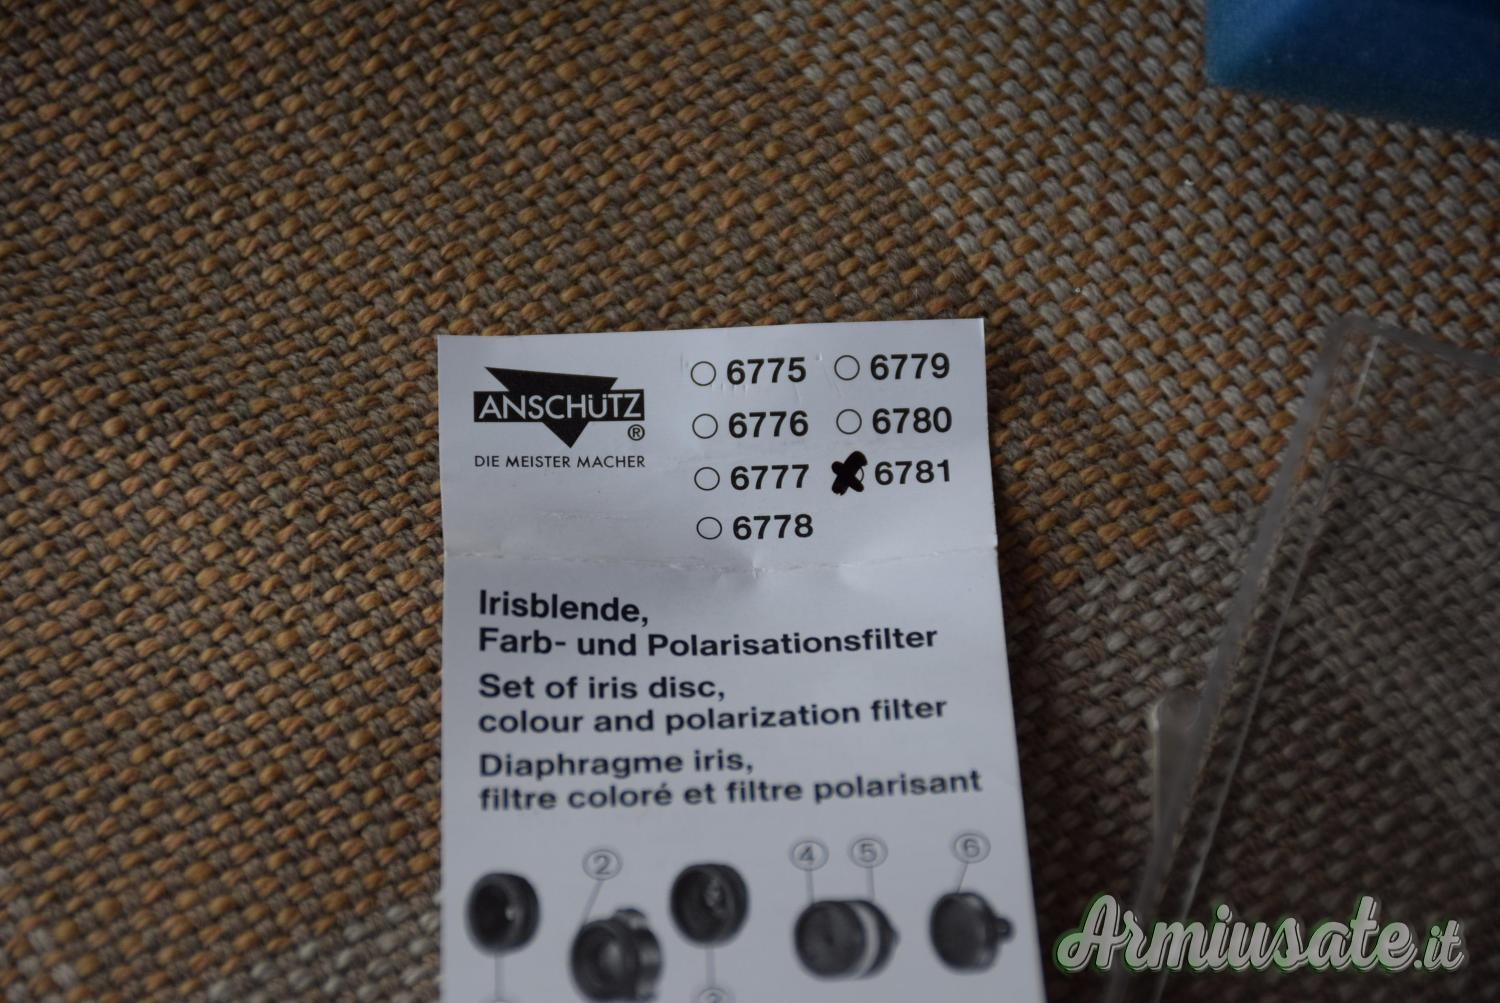 ANSCHÜTZ
®
DIE MEISTER MACHER
6775 6779
6776 6780
6777 6781
6778
Irisblende,
Farb- und Polarisationsfilter
Set of iris disc,
colour and polarization filter
Diaphragme iris,
filtre coloré et filtre polarisant
2 4 5 6
Armiusate.it